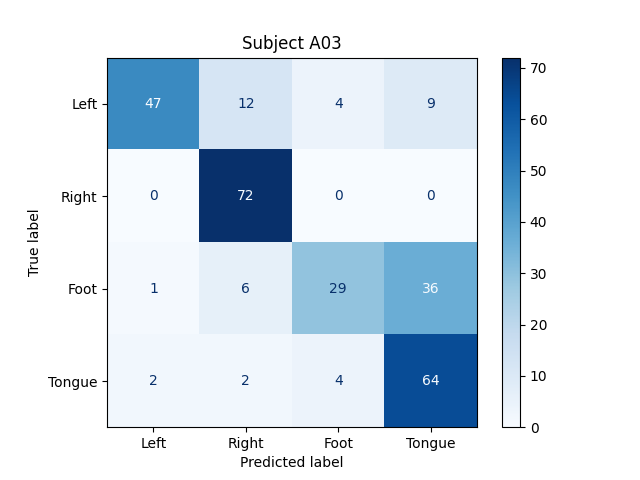 Subject A03
Left 47 12 4 9
Right 0 72 0 0
Foot 1 6 29 36
Tongue 2 2 4 64
Left Right Foot Tongue
Predicted label
True label
70
60
50
40
30
20
10
0